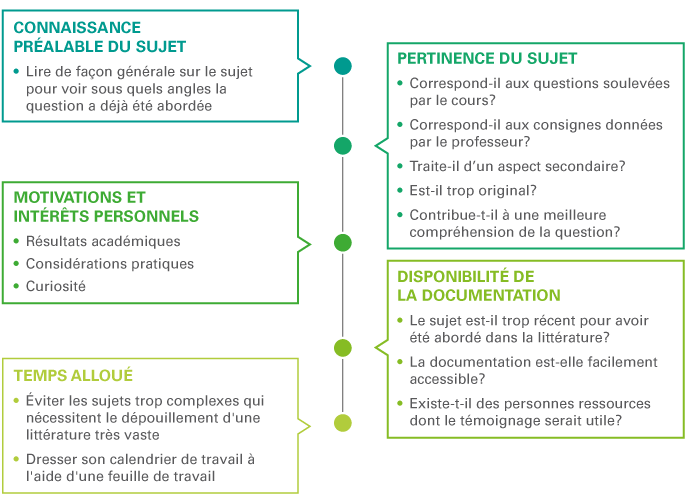 CONNAISSANCE
PRÉALABLE DU SUJET
• Lire de façon générale sur le sujet
pour voir sous quels angles la
question a déjà été abordée
PERTINENCE DU SUJET
• Correspond-il aux questions soulevées
par le cours?
• Correspond-il aux consignes données
par le professeur?
• Traite-il d'un aspect secondaire?
• Est-il trop original?
• Contribue-t-il à une meilleure
compréhension de la question?
MOTIVATIONS ET
INTÉRÊTS PERSONNELS
• Résultats académiques
• Considérations pratiques
• Curiosité
DISPONIBILITÉ DE
LA DOCUMENTATION
• Le sujet est-il trop récent pour avoir
été abordé dans la littérature?
• La documentation est-elle facilement
accessible?
• Existe-t-il des personnes ressources
dont le témoignage serait utile?
TEMPS ALLOUÉ
• Éviter les sujets trop complexes qui
nécessitent le dépouillement d'une
littérature très vaste
• Dresser son calendrier de travail à
l'aide d'une feuille de travail